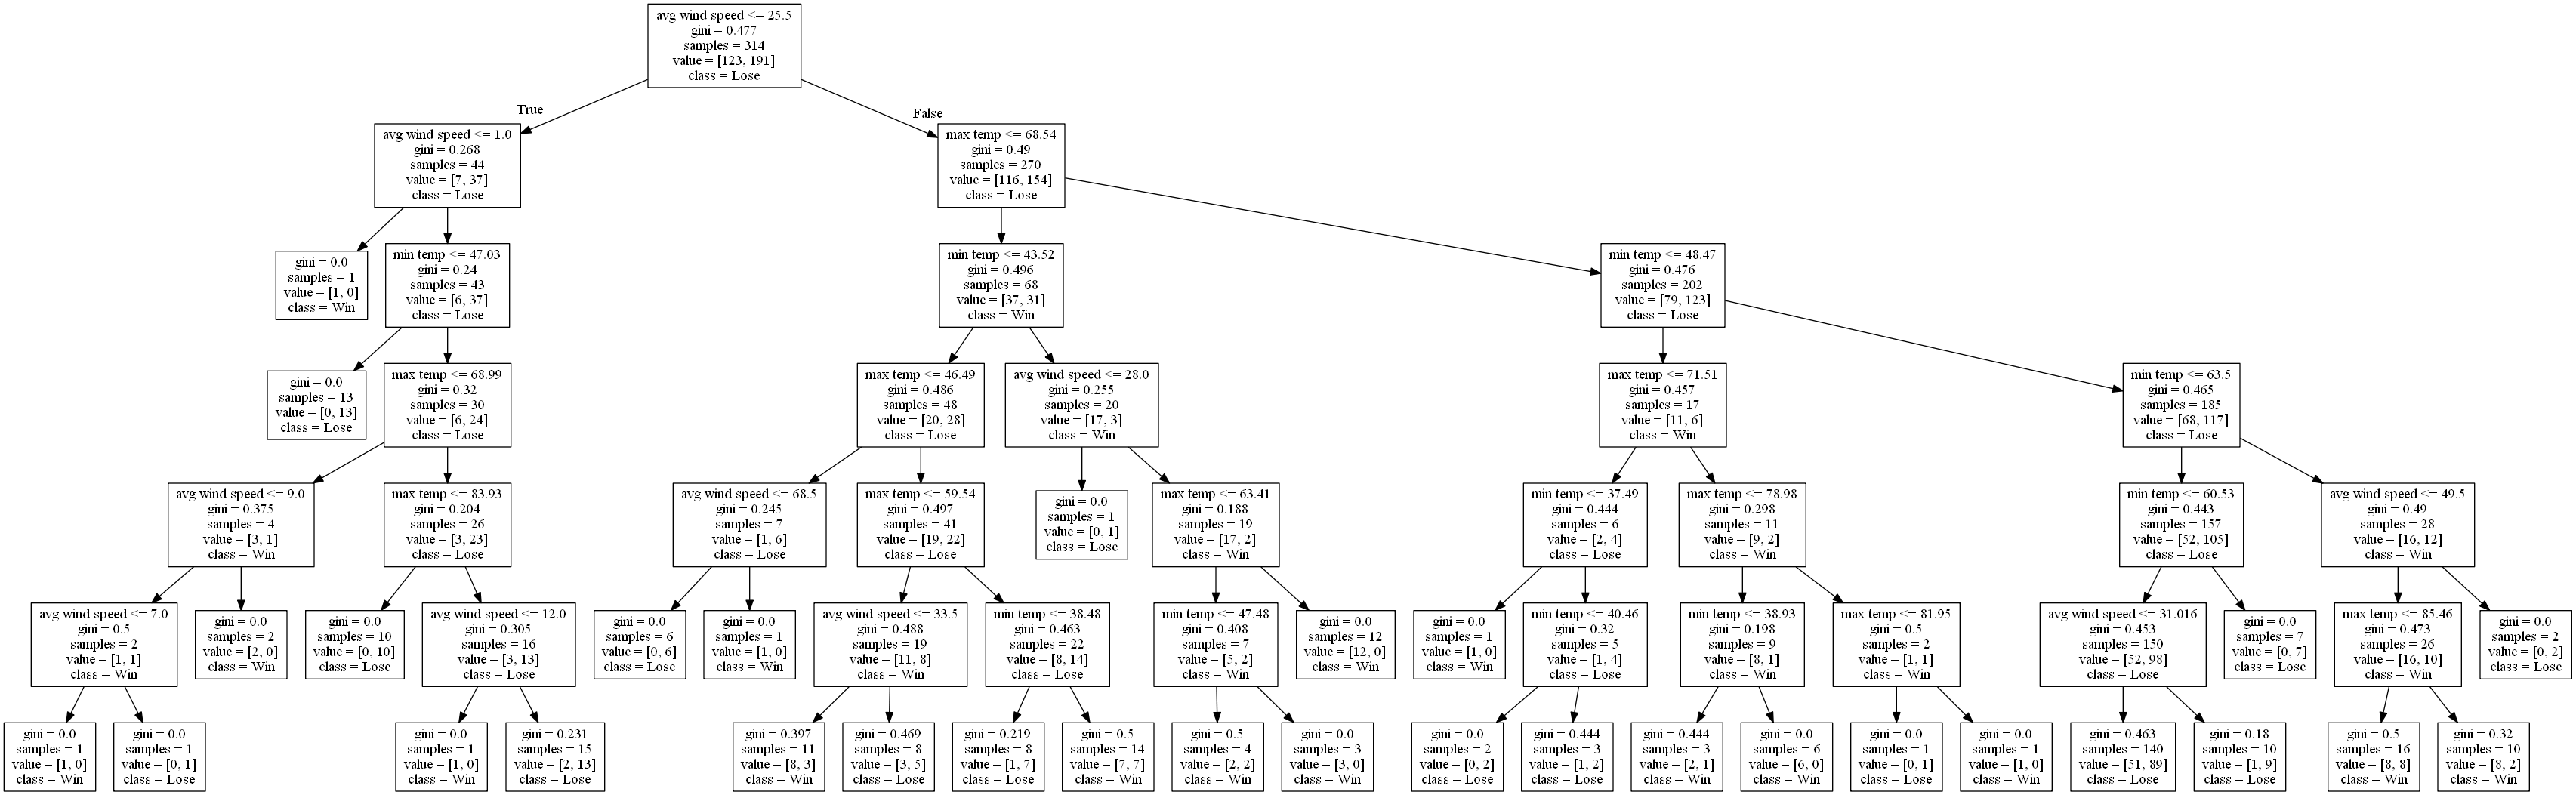 avg wind speed <= 25.5
gini = 0.477
samples = 314
value = [123, 191]
class = Lose
True
False
avg wind speed <= 1.0
gini = 0.268
samples = 44
value = [7, 37]
class = Lose
max temp <= 68.54
gini = 0.49
samples = 270
value = [116, 154]
class = Lose
gini = 0.0
samples = 1
value = [1, 0]
class = Win
min temp <= 47.03
gini = 0.24
samples = 43
value = [6, 37]
class = Lose
min temp <= 43.52
gini = 0.496
samples = 68
value = [37, 31]
class = Win
min temp <= 48.47
gini = 0.476
samples = 202
value = [79, 123]
class = Lose
gini = 0.0
samples = 13
value = [0, 13]
class = Lose
max temp <= 68.99
gini = 0.32
samples = 30
value = [6, 24]
class = Lose
max temp <= 46.49
gini = 0.486
samples = 48
value = [20, 28]
class = Lose
avg wind speed <= 28.0
gini = 0.255
samples = 20
value = [17, 3]
class = Win
max temp <= 71.51
gini = 0.457
samples = 17
value = [11, 6]
class = Win
min temp <= 63.5
gini = 0.465
samples = 185
value = [68, 117]
class = Lose
avg wind speed <= 9.0
gini = 0.375
samples = 4
value = [3, 1]
class = Win
max temp <= 83.93
gini = 0.204
samples = 26
value = [3, 23]
class = Lose
avg wind speed <= 68.5
gini = 0.245
samples = 7
value = [1, 6]
class = Lose
max temp <= 59.54
gini = 0.497
samples = 41
value = [19, 22]
class = Lose
gini = 0.0
samples = 1
value = [0, 1]
class = Lose
max temp <= 63.41
gini = 0.188
samples = 19
value = [17, 2]
class = Win
min temp <= 37.49
gini = 0.444
samples = 6
value = [2, 4]
class = Lose
max temp <= 78.98
gini = 0.298
samples = 11
value = [9, 2]
class = Win
min temp <= 60.53
gini = 0.443
samples = 157
value = [52, 105]
class = Lose
avg wind speed <= 49.5
gini = 0.49
samples = 28
value = [16, 12]
class = Win
avg wind speed <= 7.0
gini = 0.5
samples = 2
value = [1, 1]
class = Win
gini = 0.0
samples = 2
value = [2, 0]
class = Win
gini = 0.0
samples = 10
value = [0, 10]
class = Lose
avg wind speed <= 12.0
gini = 0.305
samples = 16
value = [3, 13]
class = Lose
gini = 0.0
samples = 6
value = [0, 6]
class = Lose
gini = 0.0
samples = 1
value = [1, 0]
class = Win
avg wind speed <= 33.5
gini = 0.488
samples = 19
value = [11, 8]
class = Win
min temp <= 38.48
gini = 0.463
samples = 22
value = [8, 14]
class = Lose
min temp <= 47.48
gini = 0.408
samples = 7
value = [5, 2]
class = Win
gini = 0.0
samples = 12
value = [12, 0]
class = Win
gini = 0.0
samples = 1
value = [1, 0]
class = Win
min temp <= 40.46
gini = 0.32
samples = 5
value = [1, 4]
class = Lose
min temp <= 38.93
gini = 0.198
samples = 9
value = [8, 1]
class = Win
max temp <= 81.95
gini = 0.5
samples = 2
value = [1, 1]
class = Win
avg wind speed <= 31.016
gini = 0.453
samples = 150
value = [52, 98]
class = Lose
gini = 0.0
samples = 7
value = [0, 7]
class = Lose
max temp <= 85.46
gini = 0.473
samples = 26
value = [16, 10]
class = Win
gini = 0.0
samples = 2
value = [0, 2]
class = Lose
gini = 0.0
samples = 1
value = [1, 0]
class = Win
gini = 0.0
samples = 1
value = [0, 1]
class = Lose
gini = 0.0
samples = 1
value = [1, 0]
class = Win
gini = 0.231
samples = 15
value = [2, 13]
class = Lose
gini = 0.397
samples = 11
value = [8, 3]
class = Win
gini = 0.469
samples = 8
value = [3, 5]
class = Lose
gini = 0.219
samples = 8
value = [1, 7]
class = Lose
gini = 0.5
samples = 14
value = [7, 7]
class = Win
gini = 0.5
samples = 4
value = [2, 2]
class = Win
gini = 0.0
samples = 3
value = [3, 0]
class = Win
gini = 0.0
samples = 2
value = [0, 2]
class = Lose
gini = 0.444
samples = 3
value = [1, 2]
class = Lose
gini = 0.444
samples = 3
value = [2, 1]
class = Win
gini = 0.0
samples = 6
value = [6, 0]
class = Win
gini = 0.0
samples = 1
value = [0, 1]
class = Lose
gini = 0.0
samples = 1
value = [1, 0]
class = Win
gini = 0.463
samples = 140
value = [51, 89]
class = Lose
gini = 0.18
samples = 10
value = [1, 9]
class = Lose
gini = 0.5
samples = 16
value = [8, 8]
class = Win
gini = 0.32
samples = 10
value = [8, 2]
class = Win